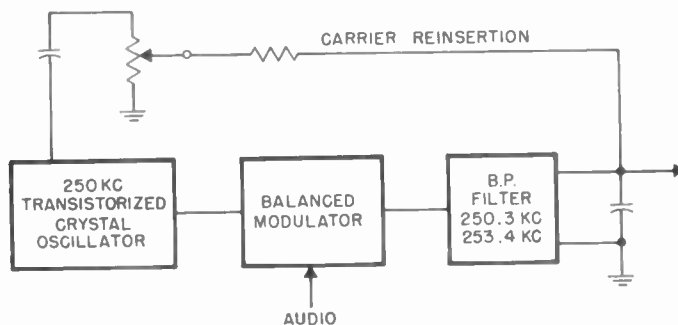 CARRIER REINSERTION
250 KC
TRANSISTORIZED
CRYSTAL
OSCILLATOR
BALANCED
MODULATOR
B.P.
FILTER
250.3 KC
253.4 KC
AUDIO